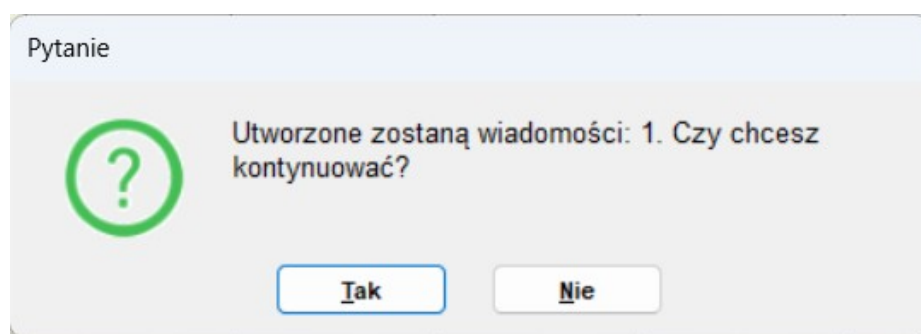 Pytanie
Utworzone zostaną wiadomości: 1. Czy chcesz
kontynuować?
Tak
Nie